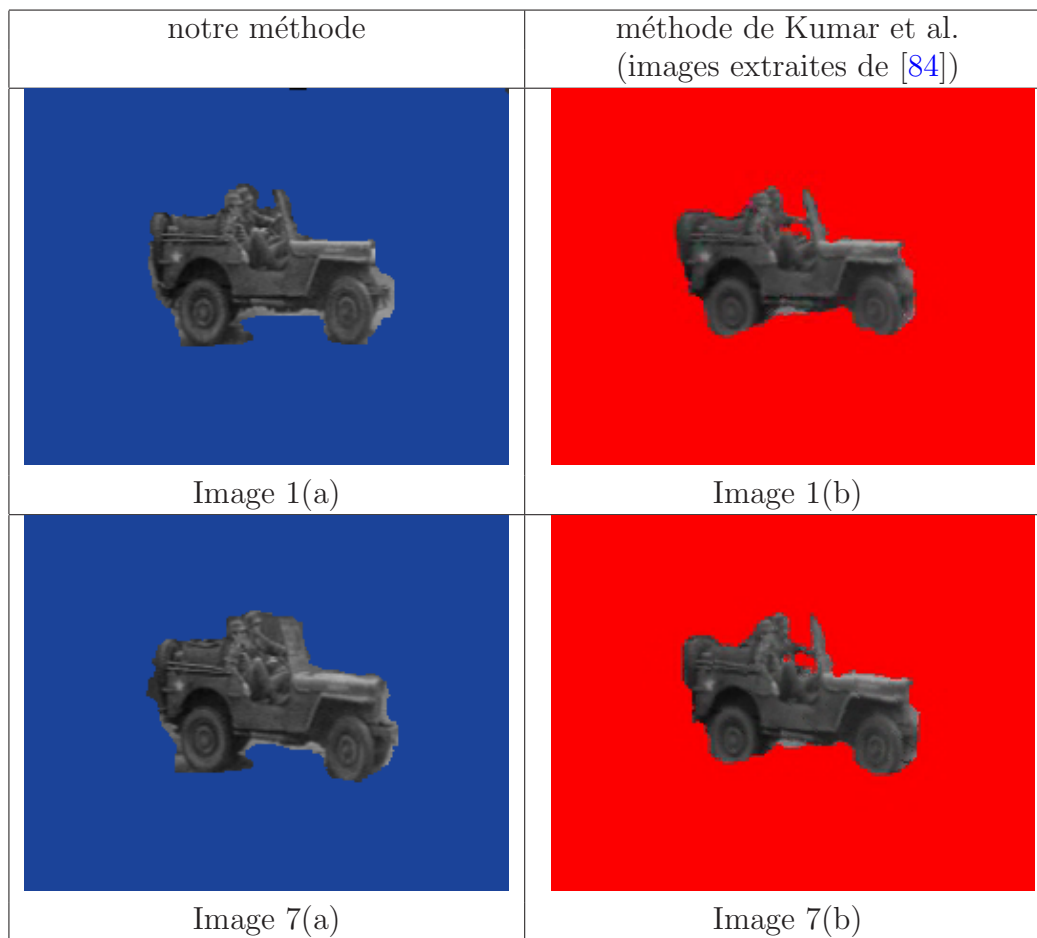 notre méthode
méthode de Kumar et al.
(images extraites de [84])
Image 1(a)
Image 1(b)
Image 7(a)
Image 7(b)